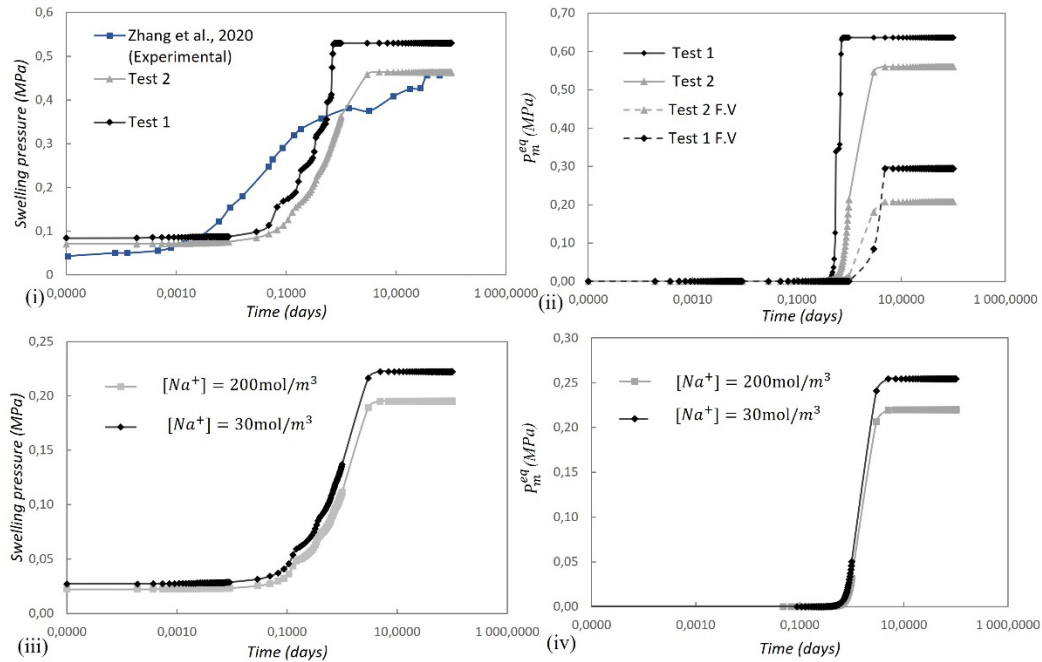 0,6
0,5
0,4
0,3
0,2
0,1
0
Swelling pressure (MPa)
Zhang et al., 2020
(Experimental)
Test 2
Test 1
0,0000 0,0010 0,1000 10,0000 1 000,0000
Time (days)
(i)
0,70
0,60
0,50
0,40
0,30
0,20
0,10
0,00
P_m^{eq} (MPa)
Test 1
Test 2
Test 2 F.V
Test 1 F.V
0,0000 0,0010 0,1000 10,0000 1 000,0000
Time (days)
(ii)
0,25
0,20
0,15
0,10
0,05
0,00
Swelling pressure (MPa)
[Na⁺] = 200mol/m³
[Na⁺] = 30mol/m³
0,0000 0,0010 0,1000 10,0000 1 000,0000
Time (days)
(iii)
0,30
0,25
0,20
0,15
0,10
0,05
0,00
P_m^{eq} (MPa)
[Na⁺] = 200mol/m³
[Na⁺] = 30mol/m³
0,0000 0,0010 0,1000 10,0000 1 000,0000
Time (days)
(iv)